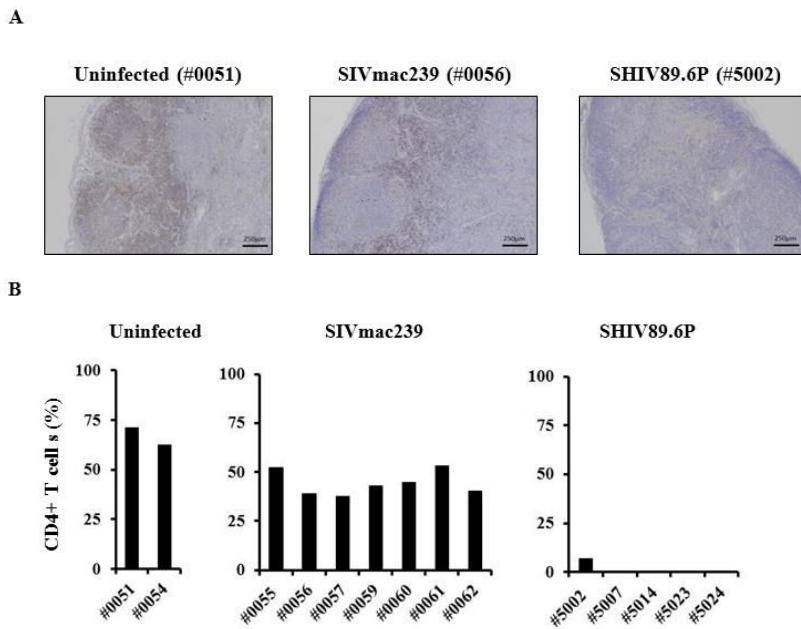 A
Uninfected (#0051) SIVmac239 (#0056) SHIV89.6P (#5002)
250μm 250μm 250μm
B
Uninfected SIVmac239 SHIV89.6P
CD4+ T cell s (%)
100
75
50
25
0
#0051 #0054
100
75
50
25
0
#0055 #0056 #0057 #0059 #0060 #0061 #0062
100
75
50
25
0
#5002 #5007 #5014 #5023 #5024